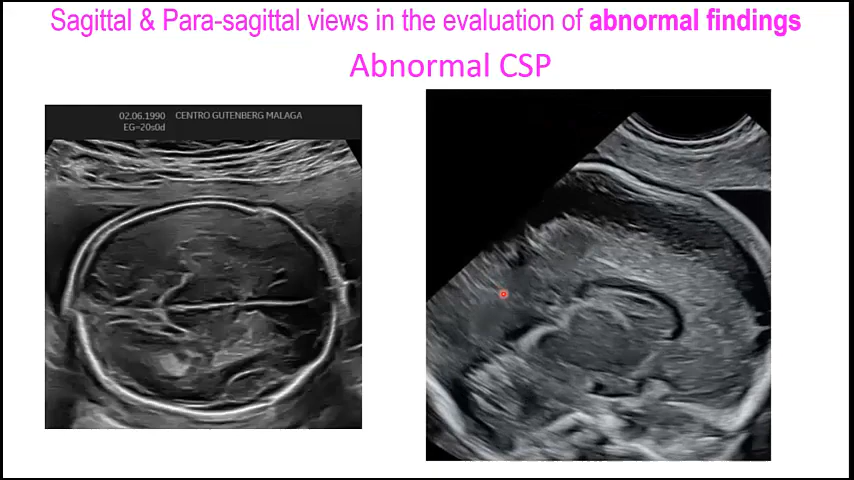 Sagittal & Para-sagittal views in the evaluation of abnormal findings
Abnormal CSP
02.06.1990 CENTRO GUTENBERG MALAGA
EG=20s0d